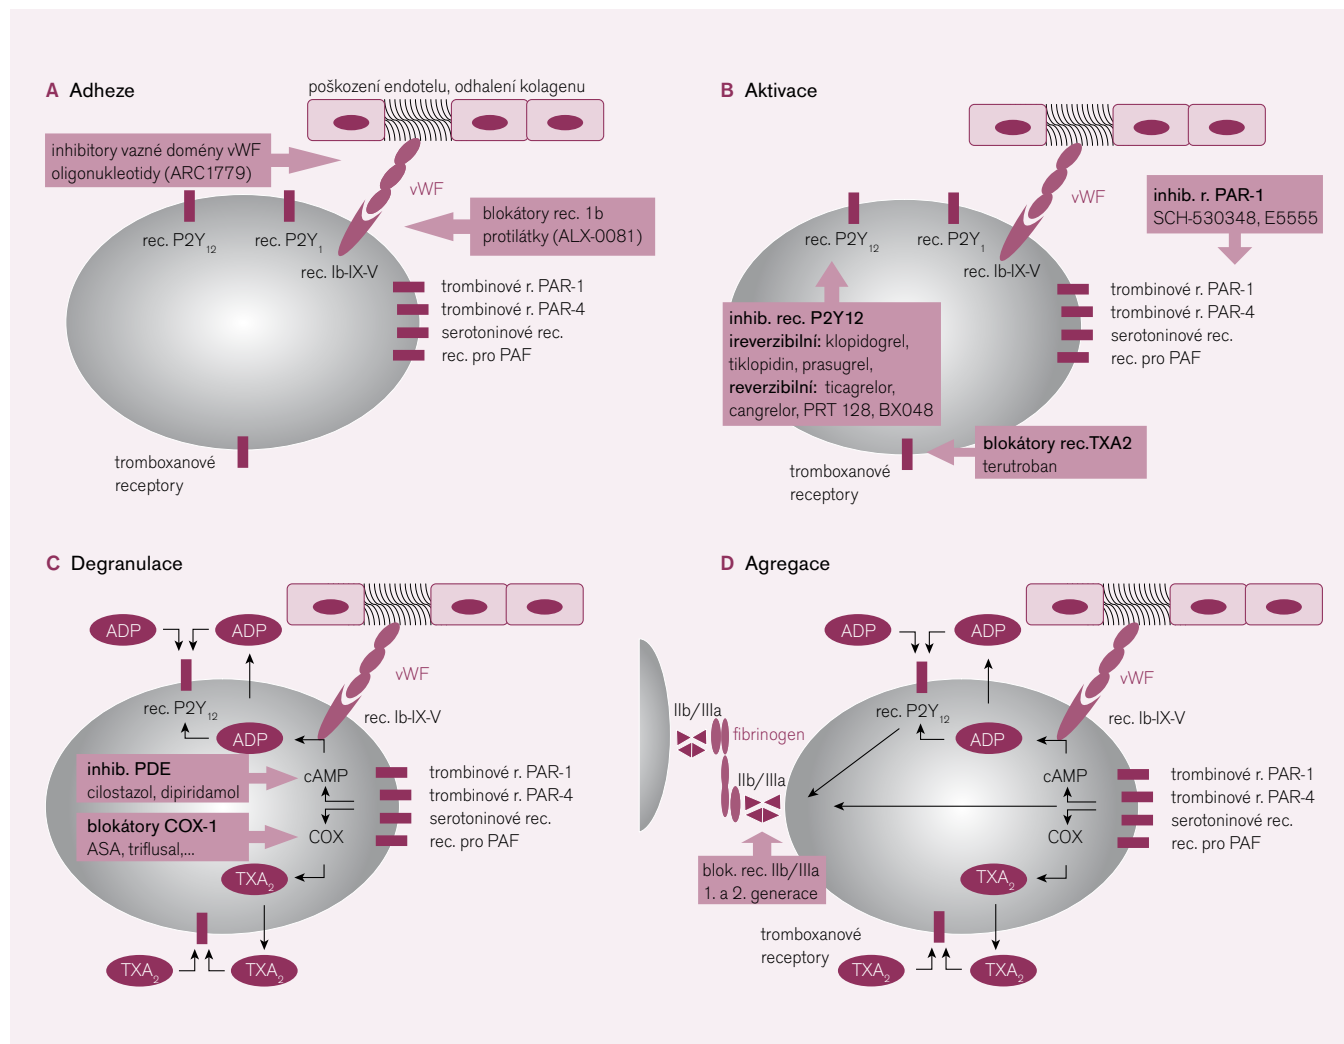 A Adheze
poškození endotelu, odhalení kolagenu
inhibitory vazné domény vWF
oligonukleotidy (ARC1779)
vWF
blokátory rec. 1b
protilátky (ALX-0081)
rec. P2Y12
rec. P2Y1
rec. Ib-IX-V
trombinové r. PAR-1
trombinové r. PAR-4
serotoninové rec.
rec. pro PAF
tromboxanové
receptory
B Aktivace
vWF
inhib. r. PAR-1
SCH-530348, E5555
rec. P2Y12
rec. P2Y1
rec. Ib-IX-V
trombinové r. PAR-1
trombinové r. PAR-4
serotoninové rec.
rec. pro PAF
inhib. rec. P2Y12
ireverzibilní: klopidogrel,
tiklopidin, prasugrel,
reverzibilní: ticagrelor,
cangrelor, PRT 128, BX048
blokátory rec.TXA2
terutroban
tromboxanové
receptory
C Degranulace
ADP
ADP
vWF
rec. P2Y12
rec. Ib-IX-V
ADP
inhib. PDE
cilostazol, dipiridamol
cAMP
blokátory COX-1
ASA, triflusal,...
COX
trombinové r. PAR-1
trombinové r. PAR-4
serotoninové rec.
rec. pro PAF
TXA2
TXA2
TXA2
D Agregace
ADP
ADP
vWF
IIb/IIIa
rec. P2Y12
rec. Ib-IX-V
fibrinogen
ADP
IIb/IIIa
cAMP
COX
trombinové r. PAR-1
trombinové r. PAR-4
serotoninové rec.
rec. pro PAF
blok. rec. IIb/IIIa
1. a 2. generace
TXA2
tromboxanové
receptory
TXA2
TXA2